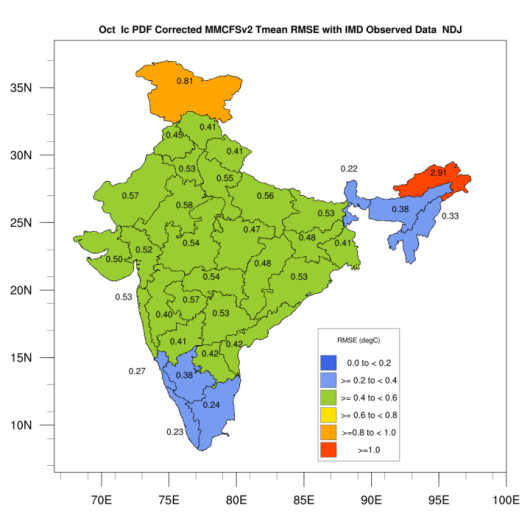 Oct Ic PDF Corrected MMCFSv2 Tmean RMSE with IMD Observed Data NDJ
35N
30N
25N
20N
15N
10N
0.81
0.45
0.41
0.41
0.53
0.55
0.22
2.91
0.57
0.58
0.56
0.53
0.38
0.33
0.47
0.48
0.41
0.50
0.52
0.54
0.48
0.54
0.53
0.53
0.57
0.40
0.53
0.41
0.42
0.42
0.27
0.38
0.24
0.23
RMSE (degC)
0.0 to < 0.2
>= 0.2 to < 0.4
>= 0.4 to < 0.6
>= 0.6 to < 0.8
>=0.8 to < 1.0
>=1.0
70E 75E 80E 85E 90E 95E 100E